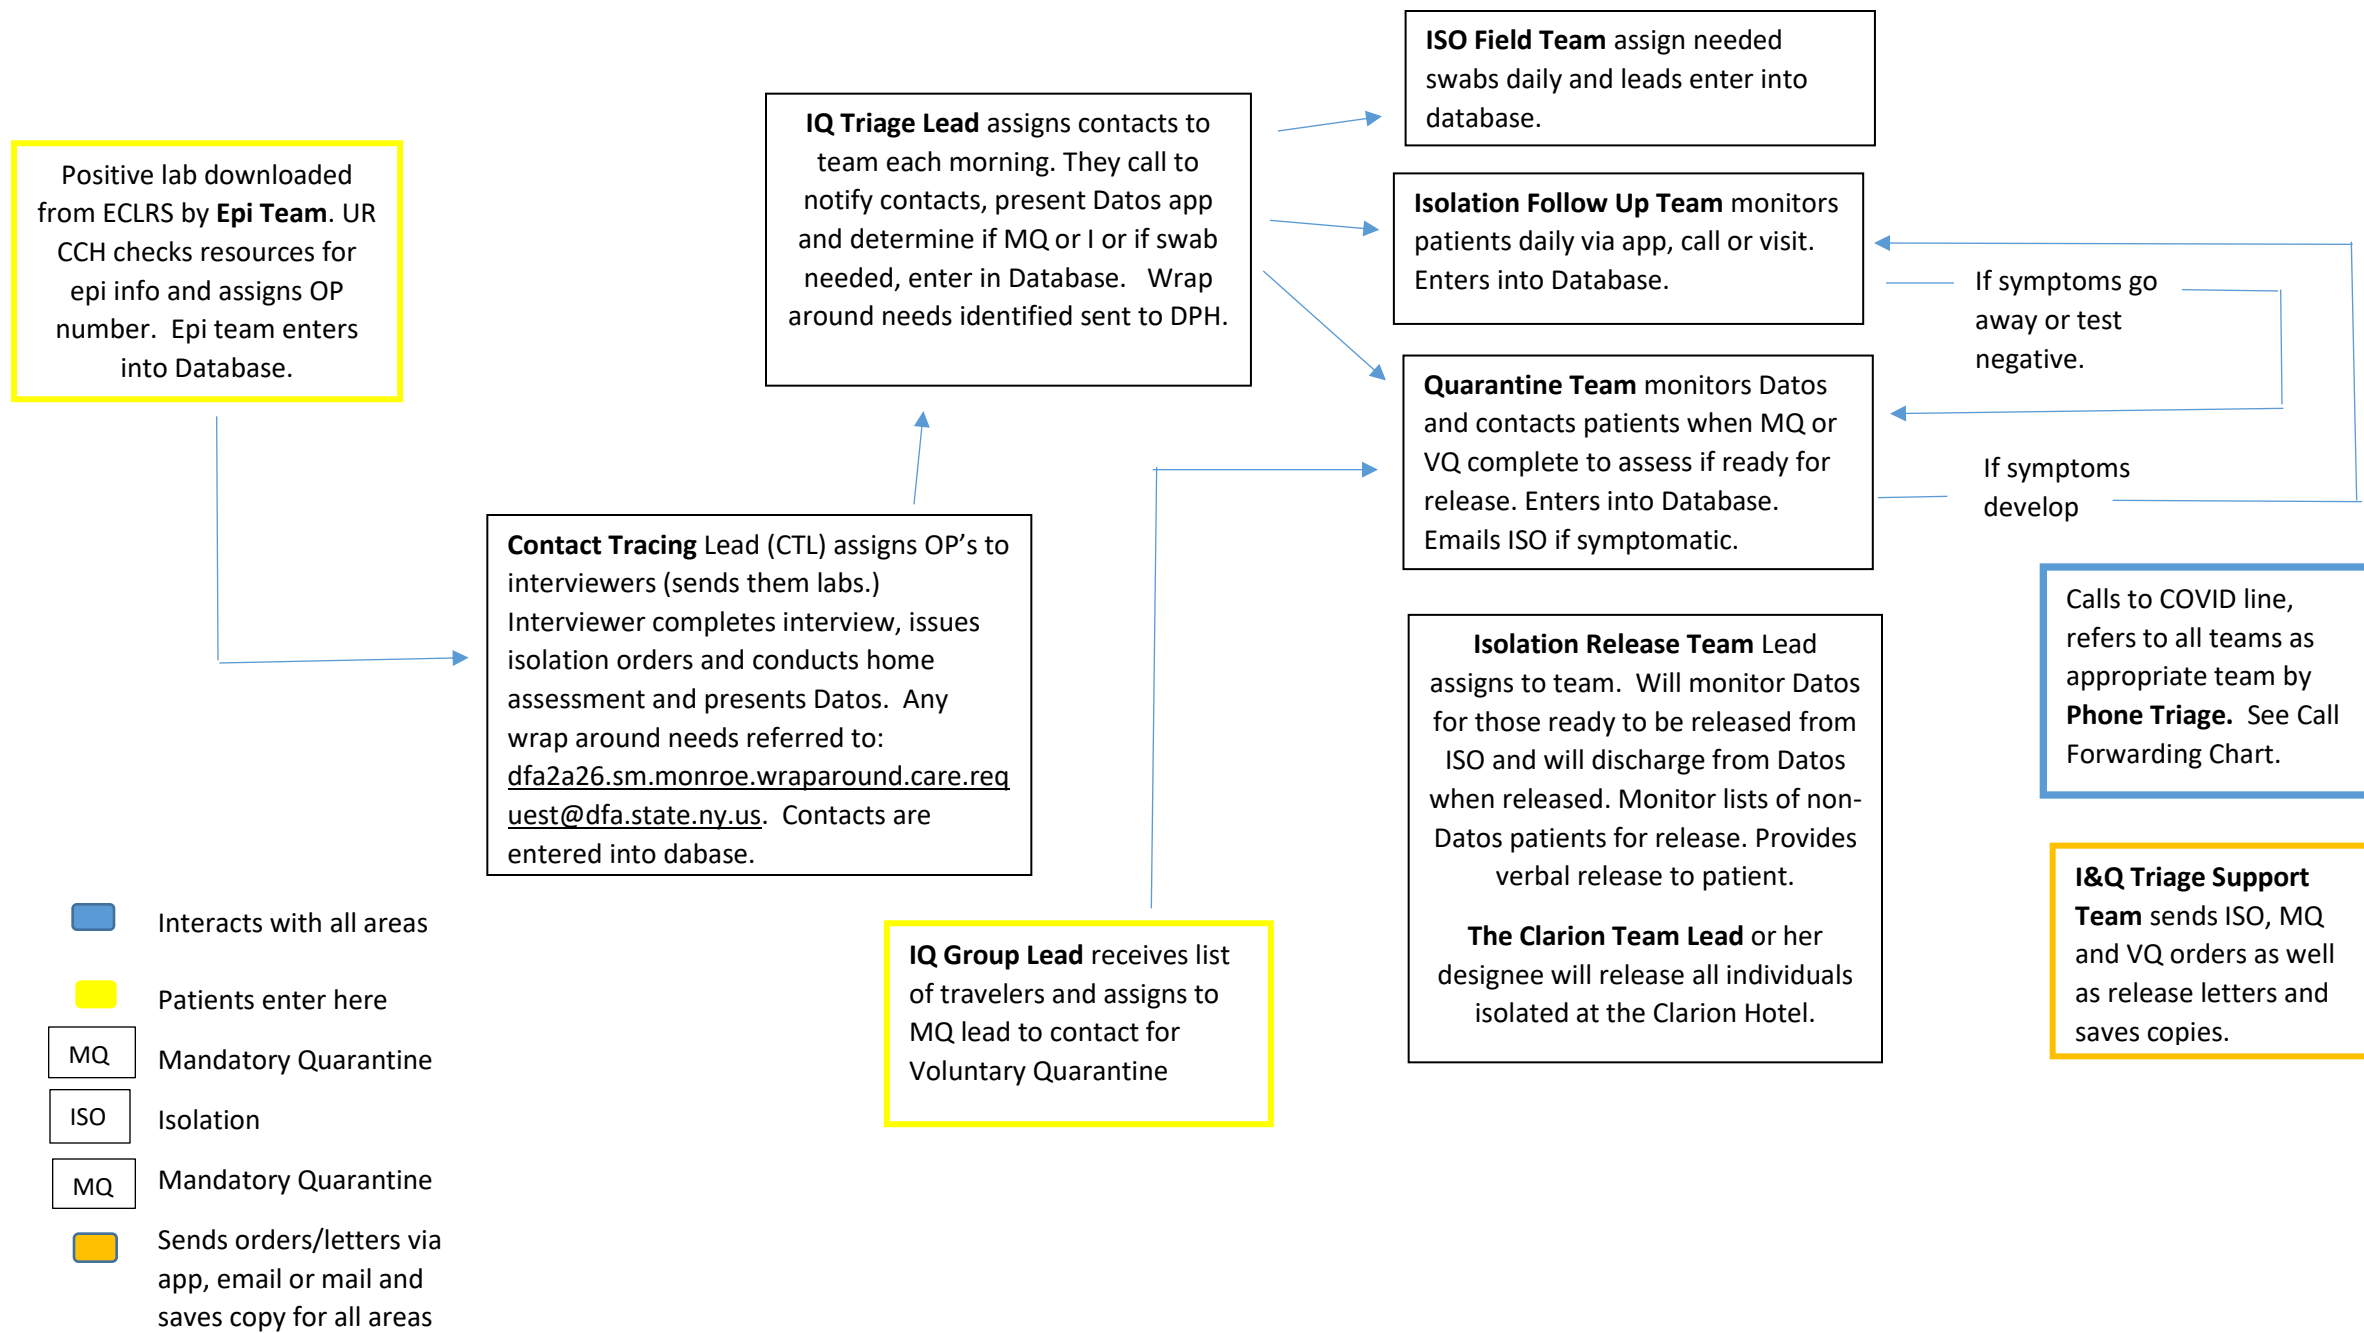 Positive lab downloaded
from ECLRS by Epi Team. UR
CCH checks resources for
epi info and assigns OP
number.  Epi team enters
into Database.
Contact Tracing Lead (CTL) assigns OP’s to
interviewers (sends them labs.)
Interviewer completes interview, issues
isolation orders and conducts home
assessment and presents Datos.  Any
wrap around needs referred to:
dfa2a26.sm.monroe.wraparound.care.req
uest@dfa.state.ny.us.  Contacts are
entered into dabase.
IQ Triage Lead assigns contacts to
team each morning. They call to
notify contacts, present Datos app
and determine if MQ or I or if swab
needed, enter in Database.   Wrap
around needs identified sent to DPH.
IQ Group Lead receives list
of travelers and assigns to
MQ lead to contact for
Voluntary Quarantine
ISO Field Team assign needed
swabs daily and leads enter into
database.
Isolation Follow Up Team monitors
patients daily via app, call or visit.
Enters into Database.
If symptoms go
away or test
negative.
Quarantine Team monitors Datos
and contacts patients when MQ or
VQ complete to assess if ready for
release. Enters into Database.
Emails ISO if symptomatic.
If symptoms
develop
Isolation Release Team Lead
assigns to team.  Will monitor Datos
for those ready to be released from
ISO and will discharge from Datos
when released. Monitor lists of non-
Datos patients for release. Provides
verbal release to patient.
The Clarion Team Lead or her
designee will release all individuals
isolated at the Clarion Hotel.
Calls to COVID line,
refers to all teams as
appropriate team by
Phone Triage.  See Call
Forwarding Chart.
I&Q Triage Support
Team sends ISO, MQ
and VQ orders as well
as release letters and
saves copies.
Interacts with all areas
Patients enter here
MQ Mandatory Quarantine
ISO Isolation
MQ Mandatory Quarantine
Sends orders/letters via
app, email or mail and
saves copy for all areas